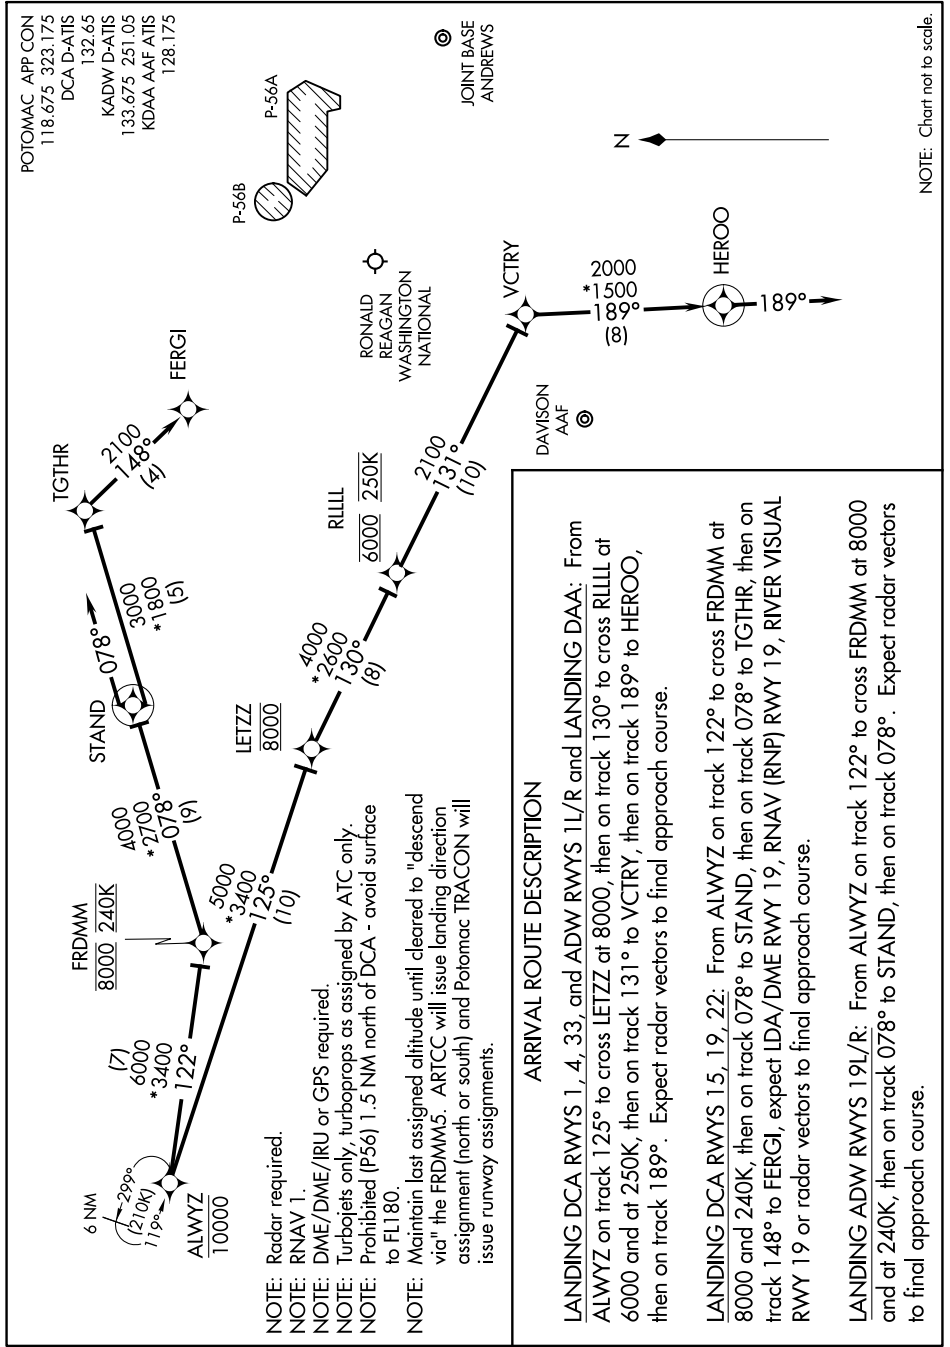 POTOMAC APP CON
118.675 323.175
DCA D-ATIS
132.65
KADW D-ATIS
133.675 251.05
KDAA AAF ATIS
128.175
P-56A
P-56B
JOINT BASE
ANDREWS
N
NOTE: Chart not to scale.
RONALD
REAGAN
WASHINGTON
NATIONAL
DAVISON
AAF
6 NM
299°
(210K)
119°
ALWYZ
10000
(7)
6000
*3400
122°
FRDMM
8000 240K
4000
*2700
078°
(9)
STAND
078°
3000
*1800
(5)
TGTHR
2100
148°
(4)
FERGI
5000
*3400
125°
(10)
LETZZ
8000
4000
*2600
130°
(8)
RLLLL
6000 250K
2100
131°
(10)
VCTRY
2000
*1500
189°
(8)
HEROO
189°
NOTE: Radar required.
NOTE: RNAV 1.
NOTE: DME/DME/IRU or GPS required.
NOTE: Turbojets only, turboprops as assigned by ATC only.
NOTE: Prohibited (P56) 1.5 NM north of DCA - avoid surface
to FL180.
NOTE: Maintain last assigned altitude until cleared to "descend
via" the FRDMM5. ARTCC will issue landing direction
assignment (north or south) and Potomac TRACON will
issue runway assignments.
ARRIVAL ROUTE DESCRIPTION
LANDING DCA RWYS 1, 4, 33, and ADW RWYS 1L/R and LANDING DAA: From
ALWYZ on track 125° to cross LETZZ at 8000, then on track 130° to cross RLLLL at
6000 and at 250K, then on track 131° to VCTRY, then on track 189° to HEROO,
then on track 189°. Expect radar vectors to final approach course.
LANDING DCA RWYS 15, 19, 22: From ALWYZ on track 122° to cross FRDMM at
8000 and 240K, then on track 078° to STAND, then on track 078° to TGTHR, then on
track 148° to FERGI, expect LDA/DME RWY 19, RNAV (RNP) RWY 19, RIVER VISUAL
RWY 19 or radar vectors to final approach course.
LANDING ADW RWYS 19L/R: From ALWYZ on track 122° to cross FRDMM at 8000
and at 240K, then on track 078° to STAND, then on track 078°. Expect radar vectors
to final approach course.